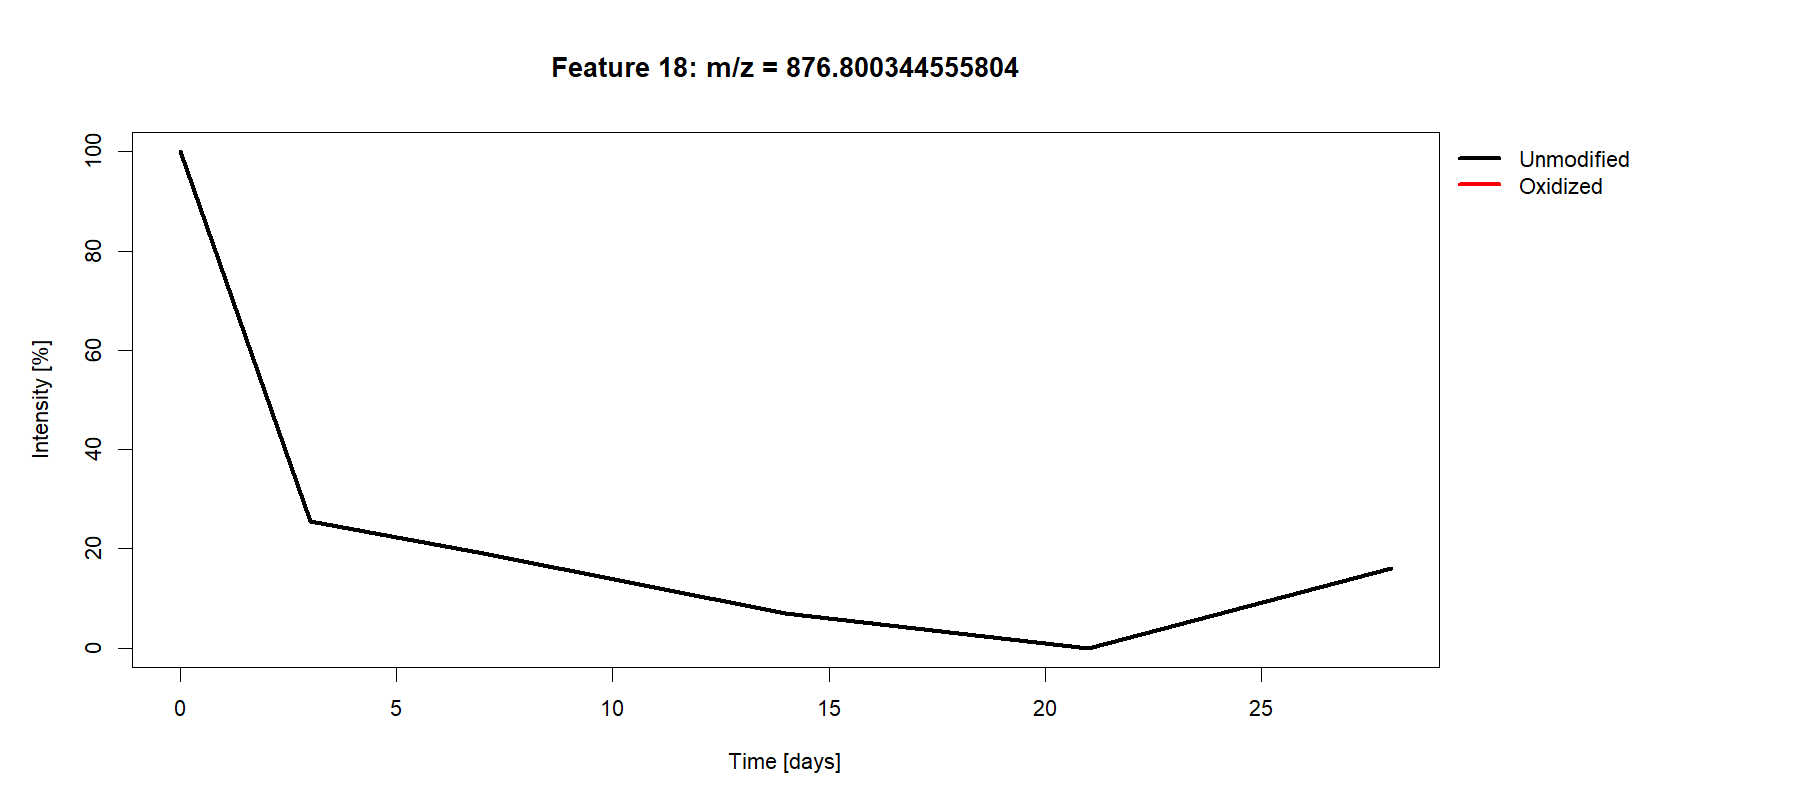 Feature 18: m/z = 876.800344555804
Unmodified
Oxidized
Intensity [%]
100
80
60
40
20
0
0 5 10 15 20 25
Time [days]